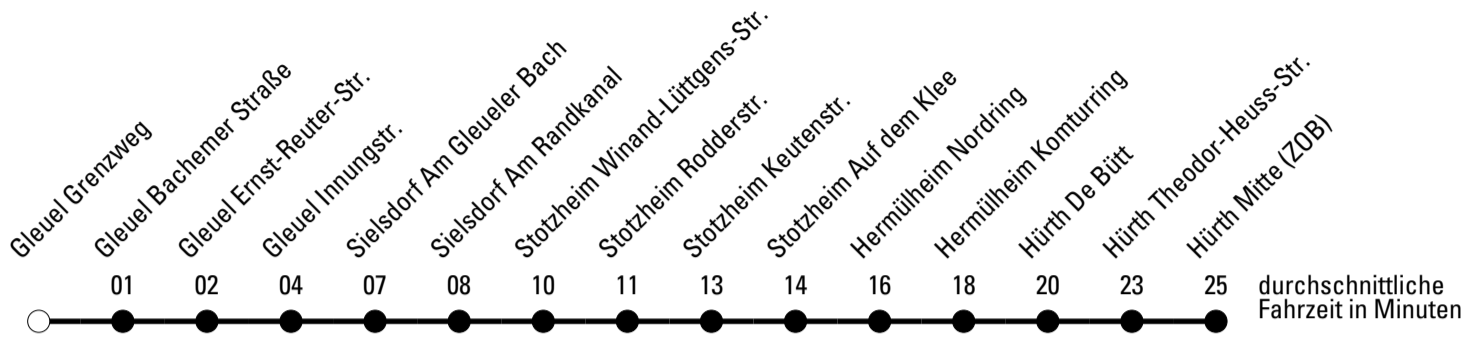 Gleuel Grenzweg
Gleuel Bachemer Straße
Gleuel Ernst-Reuter-Str.
Gleuel Innungstr.
Sielsdorf Am Gleueler Bach
Sielsdorf Am Randkanal
Stotzheim Winand-Lüttgens-Str.
Stotzheim Rodderstr.
Stotzheim Keutenstr.
Stotzheim Auf dem Klee
Hermülheim Nordring
Hermülheim Komturring
Hürth De Bütt
Hürth Theodor-Heuss-Str.
Hürth Mitte (ZOB)
01 02 04 07 08 10 11 13 14 16 18 20 23 25 durchschnittliche
Fahrzeit in Minuten